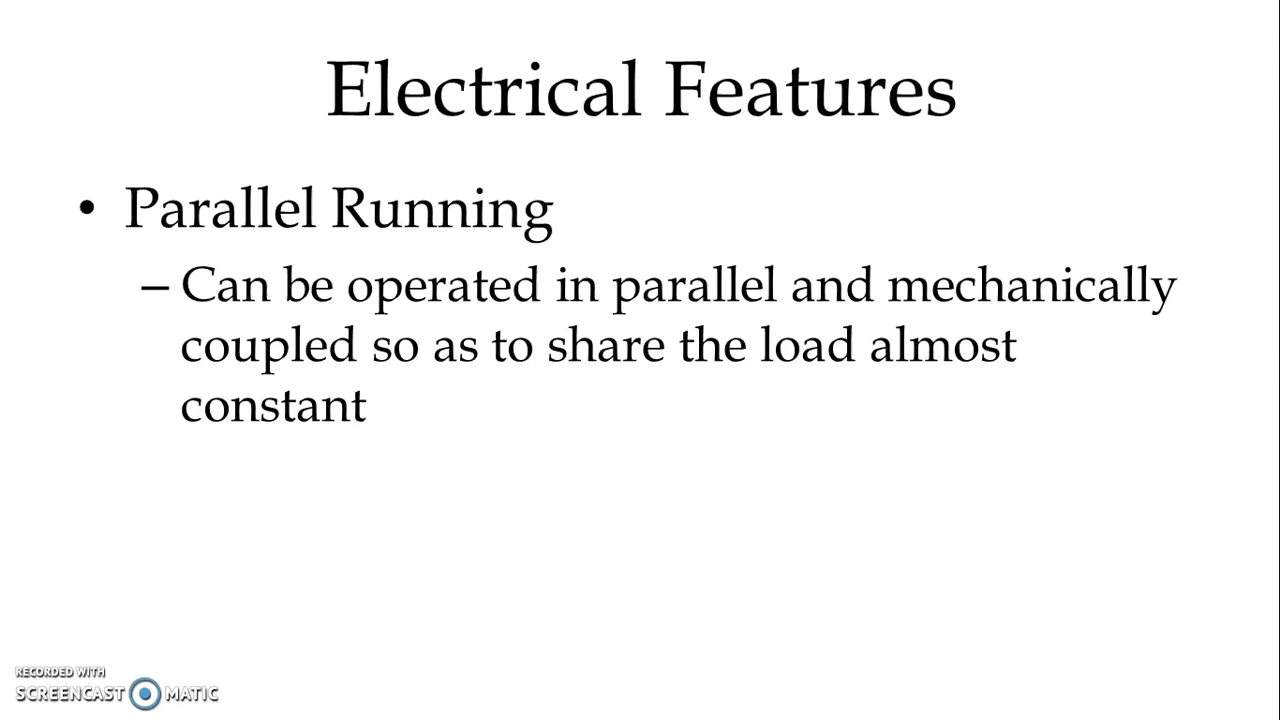 Electrical Features
• Parallel Running
– Can be operated in parallel and mechanically
coupled so as to share the load almost
constant
RECORDED WITH
SCREENCAST MATIC